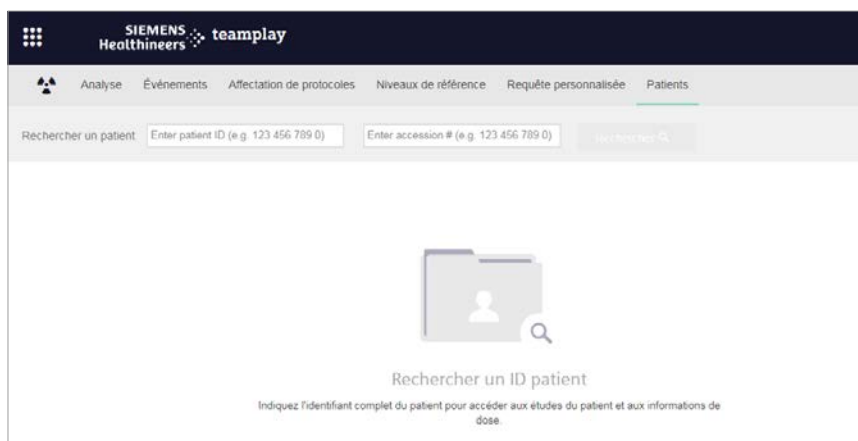 SIEMENS
Healthineers
teamplay
Analyse Événements Affectation de protocoles Niveaux de référence Requête personnalisée Patients
Rechercher un patient Enter patient ID (e.g. 123 456 789 0) Enter accession # (e.g. 123 456 789 0) Rechercher
Rechercher un ID patient
Indiquez l'identifiant complet du patient pour accéder aux études du patient et aux informations de
dose.